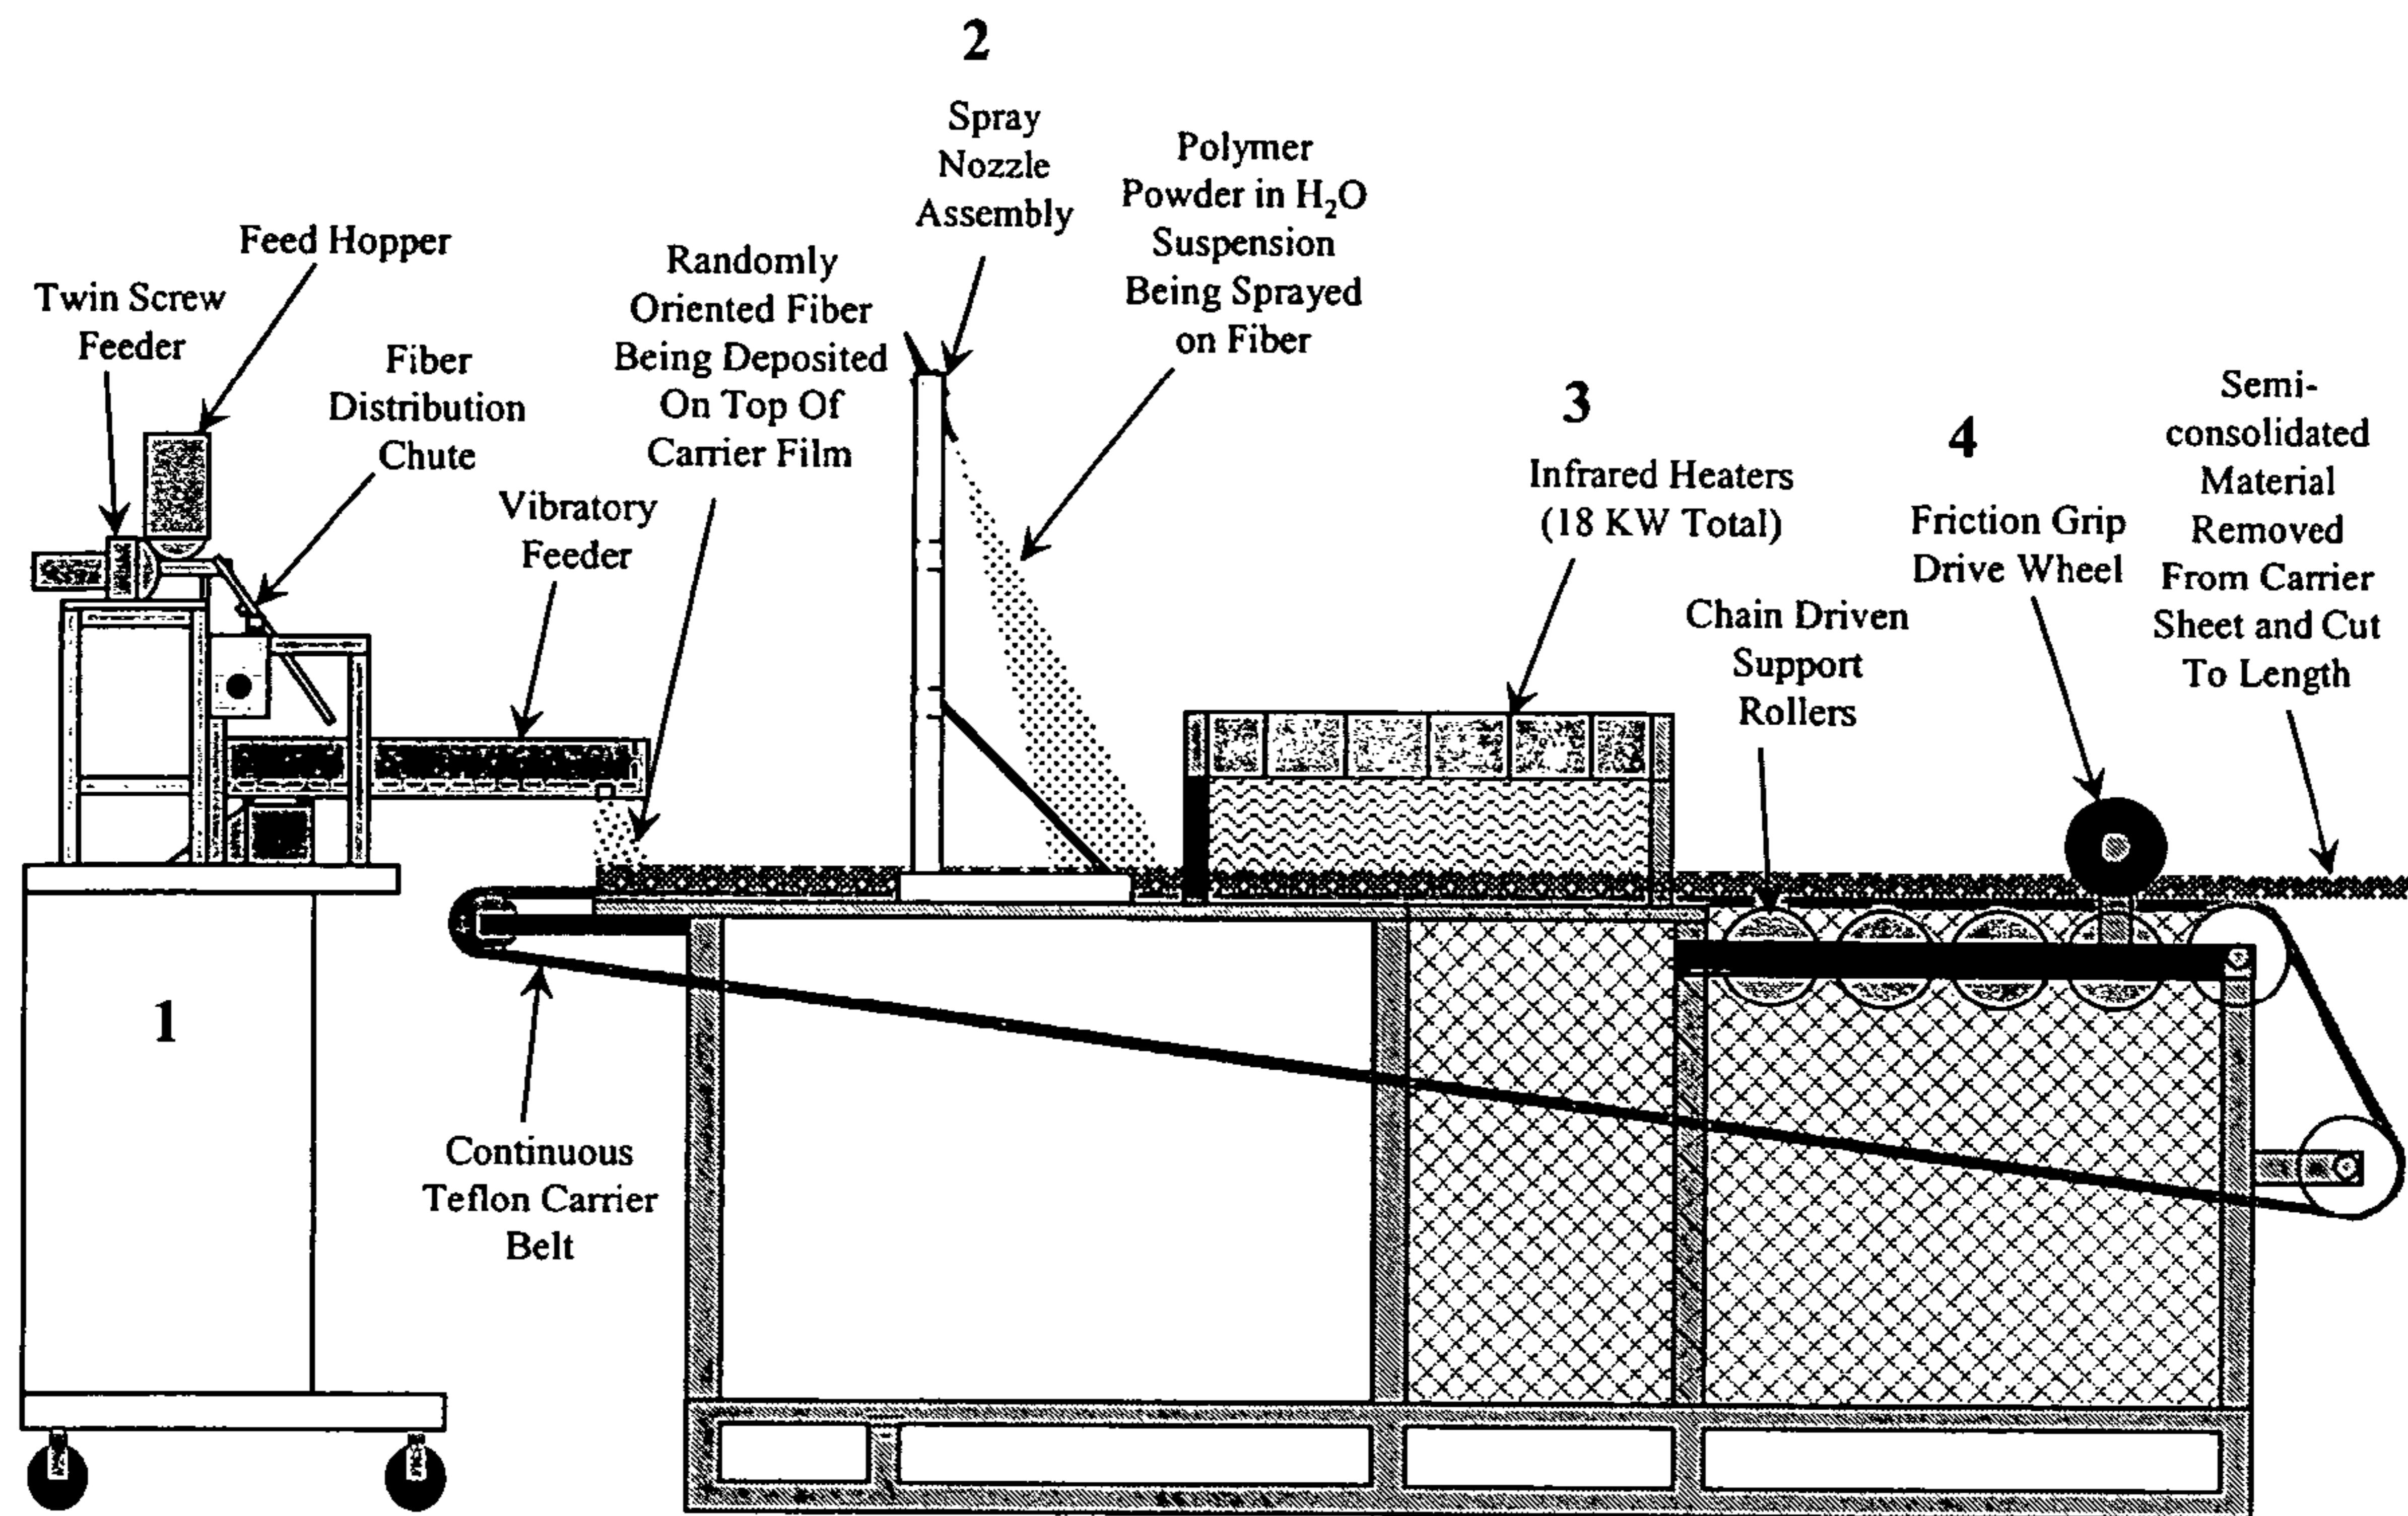 2
Spray
Nozzle
Assembly
Polymer
Powder in H₂O
Suspension
Being Sprayed
on Fiber
Feed Hopper
Twin Screw
Feeder
Fiber
Distribution
Chute
Randomly
Oriented Fiber
Being Deposited
On Top Of
Carrier Film
Vibratory
Feeder
3
Infrared Heaters
(18 KW Total)
4
Friction Grip
Drive Wheel
Chain Driven
Support
Rollers
Semi-
consolidated
Material
Removed
From Carrier
Sheet and Cut
To Length
1
Continuous
Teflon Carrier
Belt